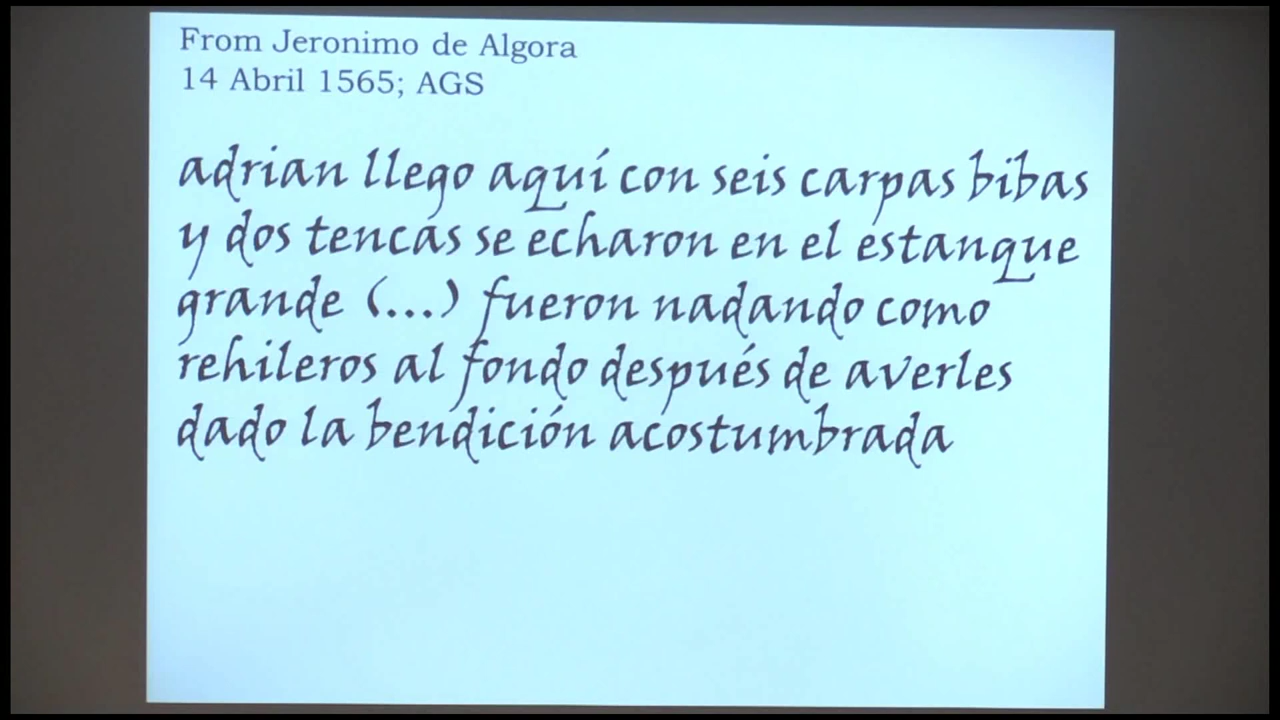 From Jeronimo de Algora
14 Abril 1565; AGS
adrian llego aquí con seis carpas bibas
y dos tencas se echaron en el estanque
grande (...) fueron nadando como
rehileros al fondo después de averles
dado la bendición acostumbrada